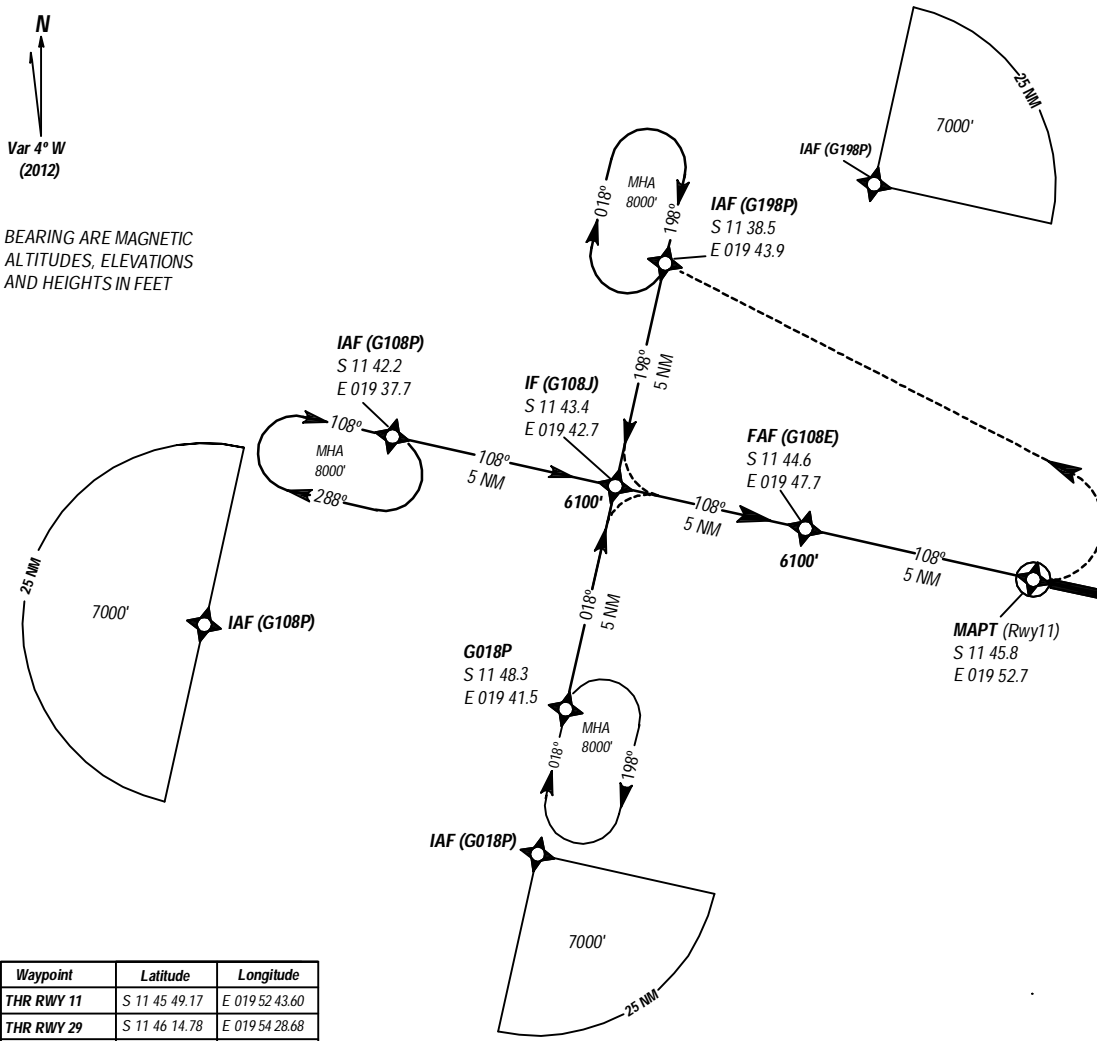 N
Var 4º W
(2012)
BEARING ARE MAGNETIC
ALTITUDES, ELEVATIONS
AND HEIGHTS IN FEET
25 NM
7000'
IAF (G198P)
MHA
8000'
018º
198º
IAF (G198P)
S 11 38.5
E 019 43.9
198º
5 NM
IAF (G108P)
S 11 42.2
E 019 37.7
108º
MHA
8000'
288º
108º
5 NM
IF (G108J)
S 11 43.4
E 019 42.7
6100'
108º
5 NM
FAF (G108E)
S 11 44.6
E 019 47.7
6100'
108º
5 NM
MAPT (Rwy11)
S 11 45.8
E 019 52.7
25 NM
7000'
IAF (G108P)
018º
5 NM
G018P
S 11 48.3
E 019 41.5
MHA
8000'
018º
198º
IAF (G018P)
7000'
25 NM
Waypoint Latitude Longitude
THR RWY 11 S 11 45 49.17 E 019 52 43.60
THR RWY 29 S 11 46 14.78 E 019 54 28.68